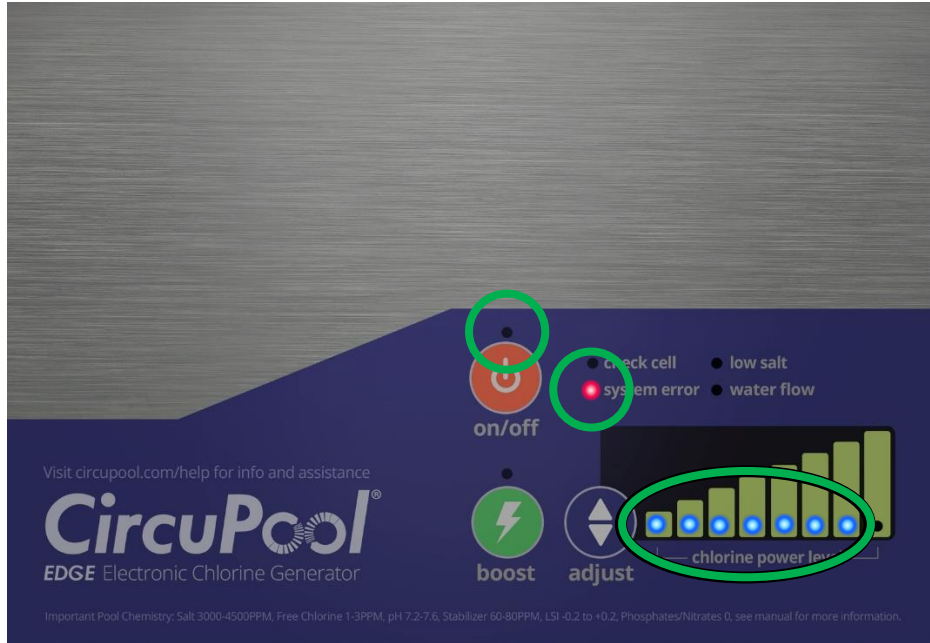 check cell
low salt
system error
water flow
on/off
Visit circupool.com/help for info and assistance
CircuPool®
EDGE Electronic Chlorine Generator
boost
adjust
chlorine power level
Important Pool Chemistry: Salt 3000-4500PPM, Free Chlorine 1-3PPM, pH 7.2-7.6, Stabilizer 60-80PPM, LSI -0.2 to +0.2, Phosphates/Nitrates 0, see manual for more information.